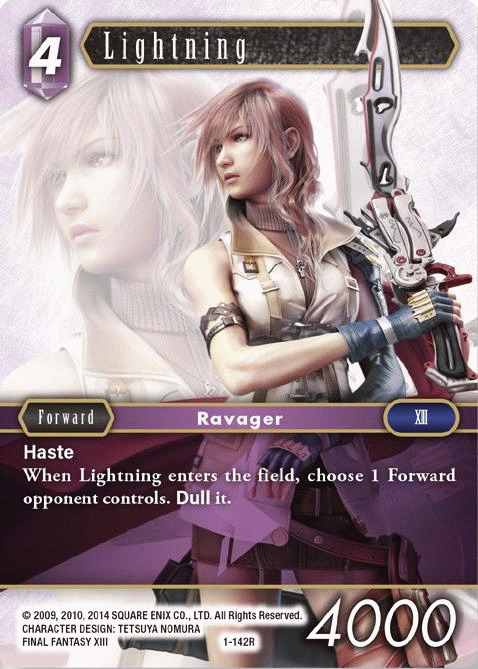 4
Lightning
Forward
Ravager
XIII
Haste
When Lightning enters the field, choose 1 Forward
opponent controls. Dull it.
© 2009, 2010, 2014 SQUARE ENIX CO., LTD. All Rights Reserved.
CHARACTER DESIGN: TETSUYA NOMURA
FINAL FANTASY XIII
1-142R
4000